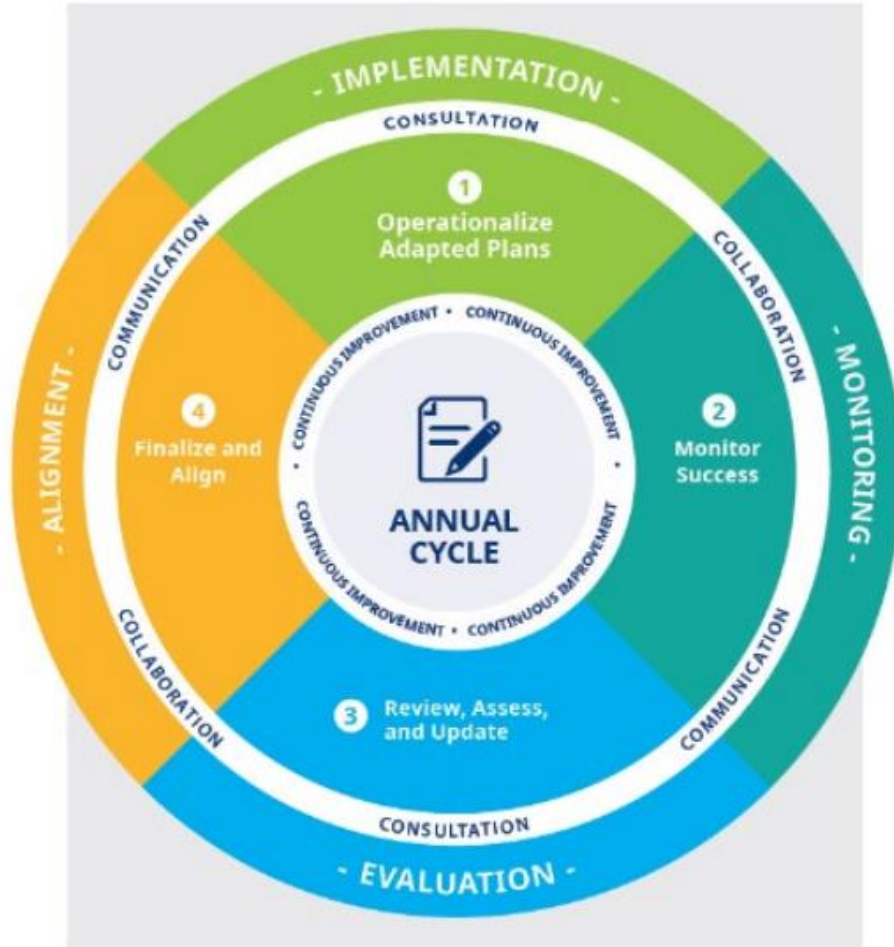 - IMPLEMENTATION -
CONSULTATION
1
Operationalize
Adapted Plans
COLLABORATION
- MONITORING -
2
Monitor
Success
COMMUNICATION
3
Review, Assess,
and Update
CONSULTATION
- EVALUATION -
COLLABORATION
- ALIGNMENT -
4
Finalize and
Align
COMMUNICATION
CONTINUOUS IMPROVEMENT • CONTINUOUS IMPROVEMENT • CONTINUOUS IMPROVEMENT • CONTINUOUS IMPROVEMENT •
ANNUAL
CYCLE